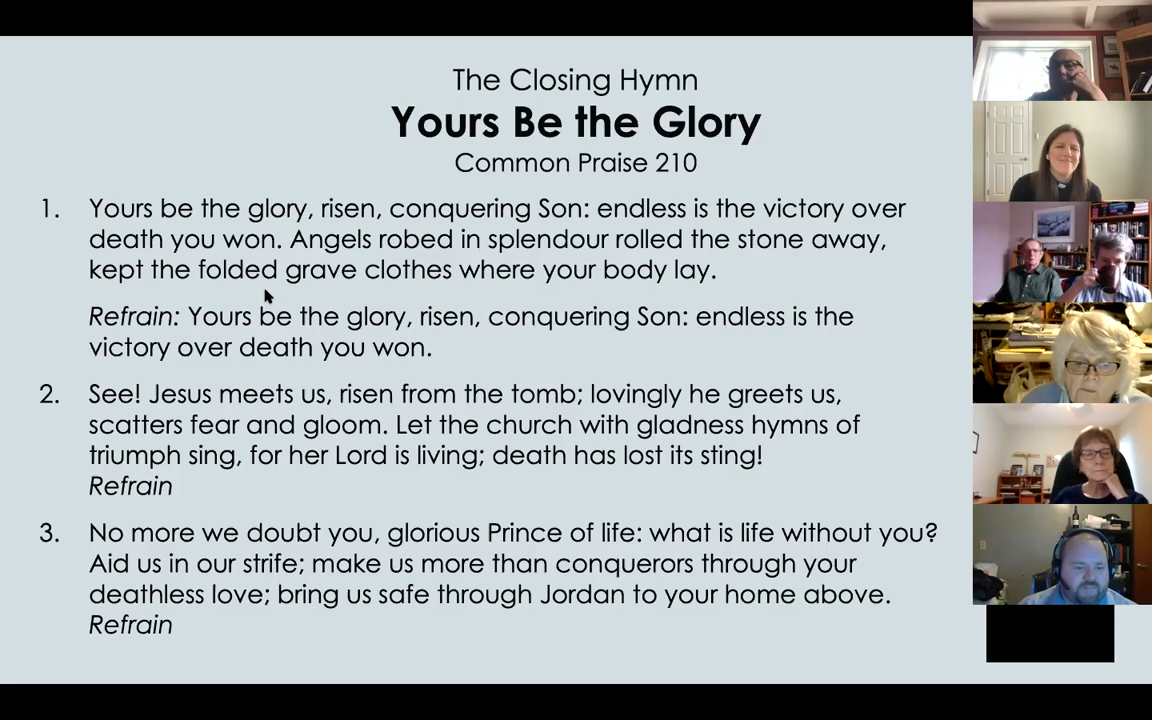 The Closing Hymn
Yours Be the Glory
Common Praise 210
1. Yours be the glory, risen, conquering Son: endless is the victory over
death you won. Angels robed in splendour rolled the stone away,
kept the folded grave clothes where your body lay.
Refrain: Yours be the glory, risen, conquering Son: endless is the
victory over death you won.
2. See! Jesus meets us, risen from the tomb; lovingly he greets us,
scatters fear and gloom. Let the church with gladness hymns of
triumph sing, for her Lord is living; death has lost its sting!
Refrain
3. No more we doubt you, glorious Prince of life: what is life without you?
Aid us in our strife; make us more than conquerors through your
deathless love; bring us safe through Jordan to your home above.
Refrain